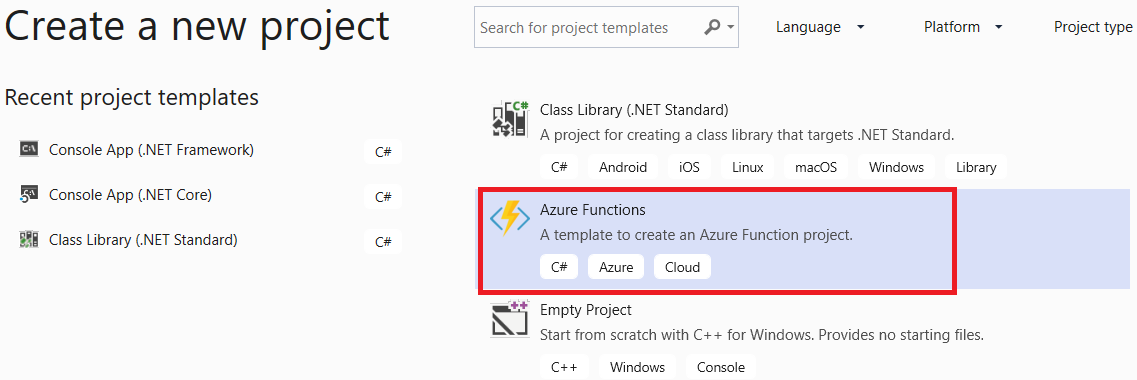 Create a new project
Search for project templates
Language
Platform
Project type
Recent project templates
Console App (.NET Framework)
C#
Console App (.NET Core)
C#
Class Library (.NET Standard)
C#
Class Library (.NET Standard)
A project for creating a class library that targets .NET Standard.
C# Android iOS Linux macOS Windows Library
Azure Functions
A template to create an Azure Function project.
C# Azure Cloud
Empty Project
Start from scratch with C++ for Windows. Provides no starting files.
C++ Windows Console